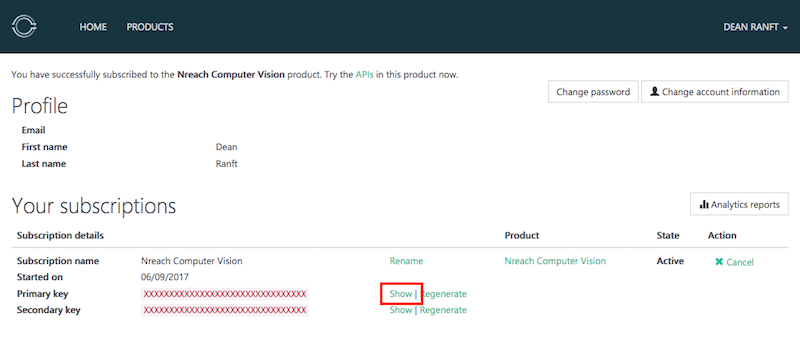 HOME PRODUCTS DEAN RANFT
You have successfully subscribed to the Nreach Computer Vision product. Try the APIs in this product now.
Profile
Change password Change account information
Email
First name Dean
Last name Ranft
Your subscriptions
Analytics reports
Subscription details Product State Action
Subscription name Nreach Computer Vision Rename Nreach Computer Vision Active Cancel
Started on 06/09/2017
Primary key XXXXXXXXXXXXXXXXXXXXXXXXXXXXXXXX Show | Regenerate
Secondary key XXXXXXXXXXXXXXXXXXXXXXXXXXXXXXXX Show | Regenerate